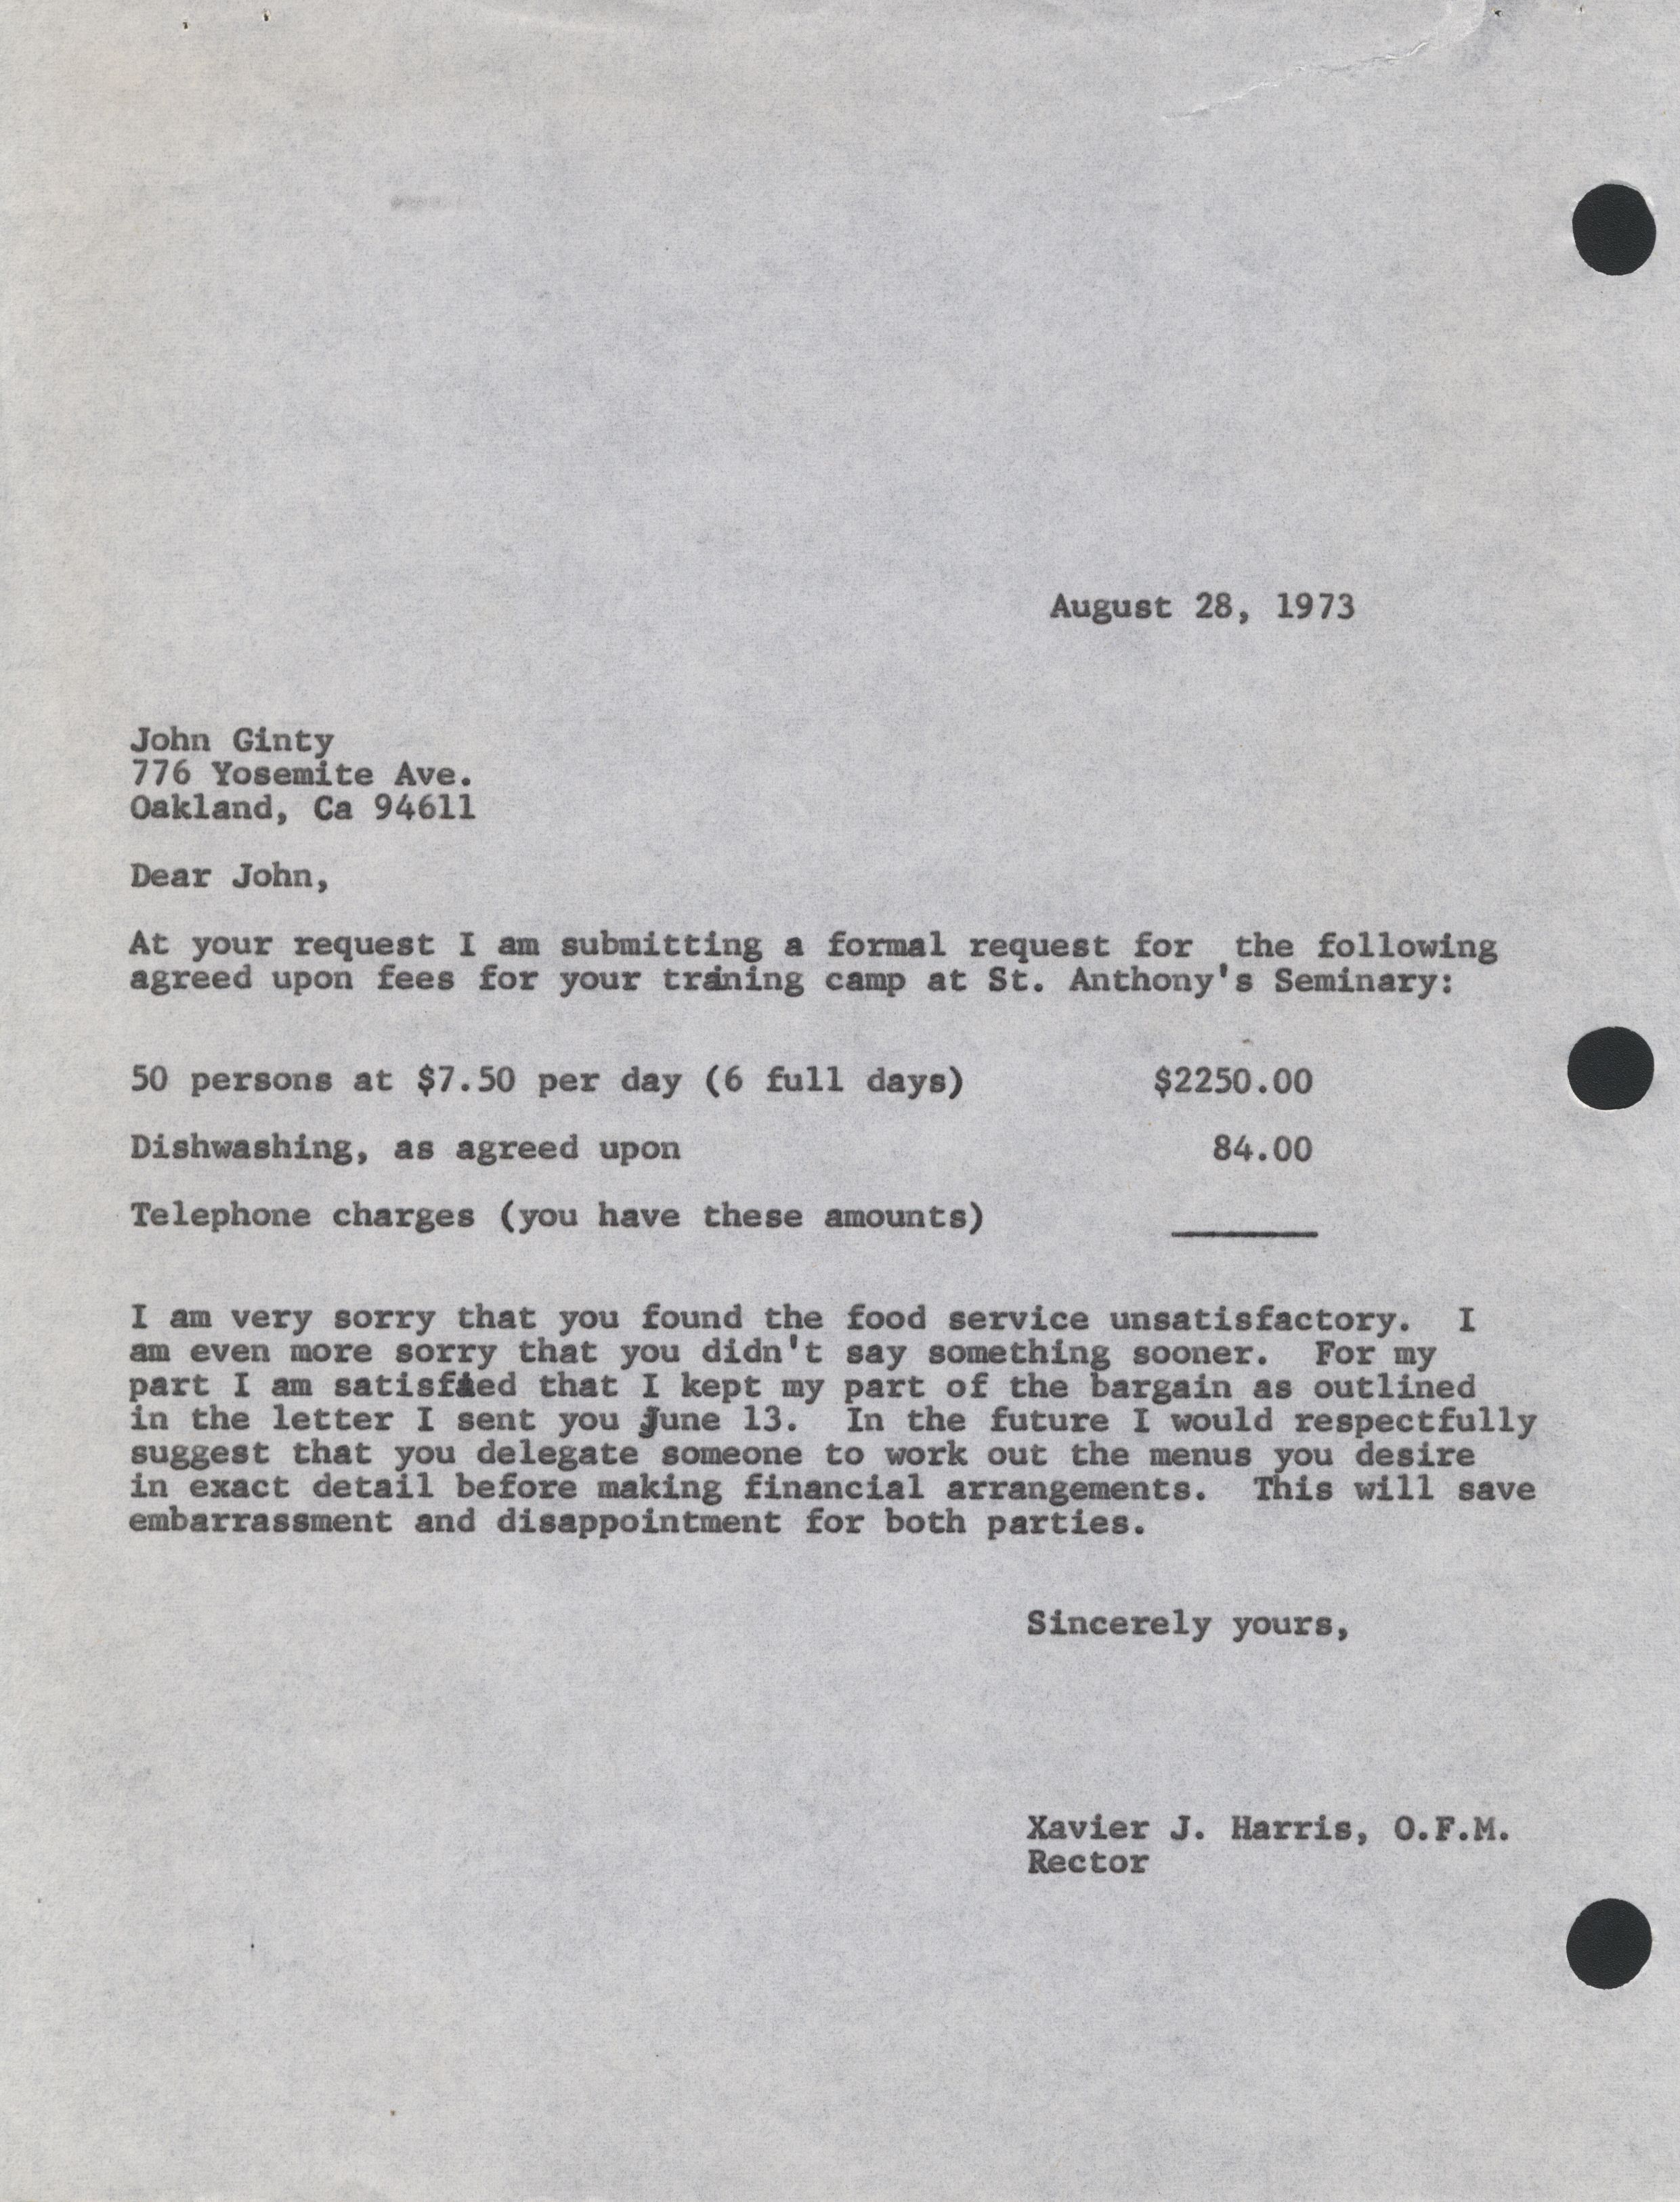 August 28, 1973
John Ginty
776 Yosemite Ave.
Oakland, Ca 94611
Dear John,
At your request I am submitting a formal request for the following
agreed upon fees for your traning camp at St. Anthony's Seminary:
50 persons at $7.50 per day (6 full days) $2250.00
Dishwashing, as agreed upon 84.00
Telephone charges (you have these amounts)
I am very sorry that you found the food service unsatisfactory. I
am even more sorry that you didn't say something sooner. For my
part I am satisfied that I kept my part of the bargain as outlined
in the letter I sent you June 13. In the future I would respectfully
suggest that you delegate someone to work out the menus you desire
in exact detail before making financial arrangements. This will save
embarrassment and disappointment for both parties.
Sincerely yours,
Xavier J. Harris, O.F.M.
Rector